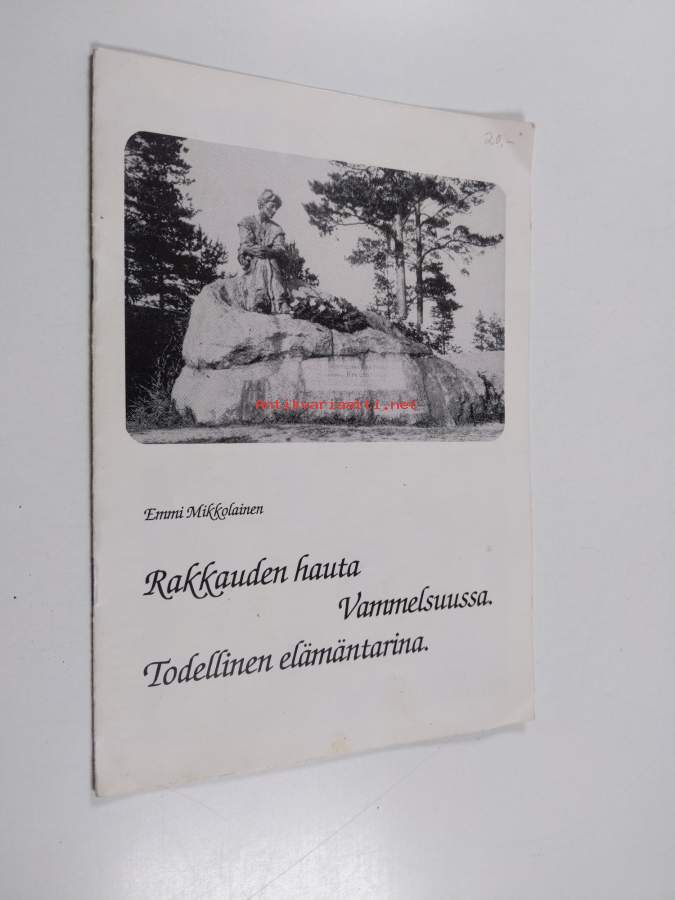 20,-
Antikvariaatti.net
Emmi Mikkolainen
Rakkauden hauta
Vammelsuussa.
Todellinen elämäntarina.